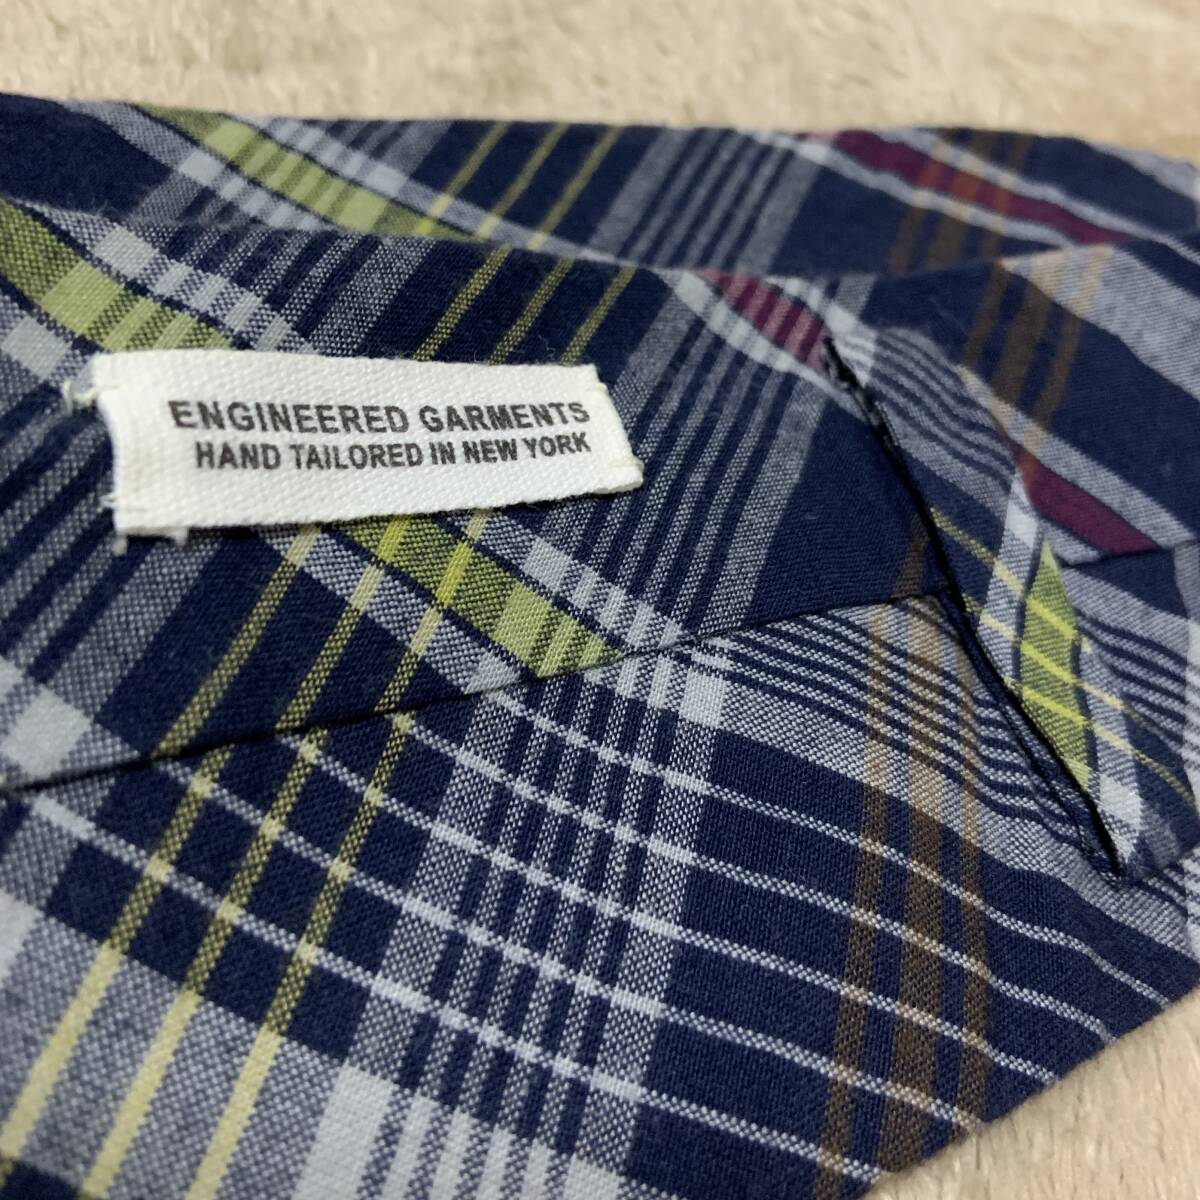 ENGINEERED GARMENTS
HAND TAILORED IN NEW YORK